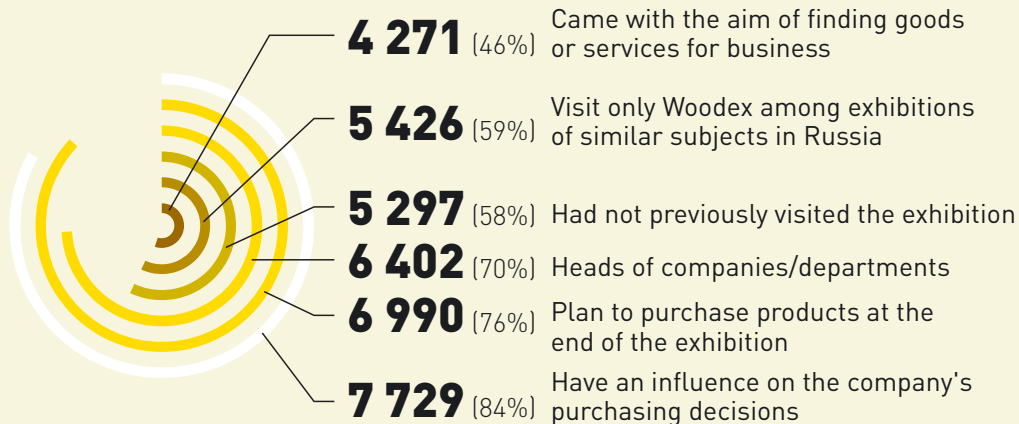 4 271 (46%) Came with the aim of finding goods
or services for business
5 426 (59%) Visit only Woodex among exhibitions
of similar subjects in Russia
5 297 (58%) Had not previously visited the exhibition
6 402 (70%) Heads of companies/departments
6 990 (76%) Plan to purchase products at the
end of the exhibition
7 729 (84%) Have an influence on the company's
purchasing decisions